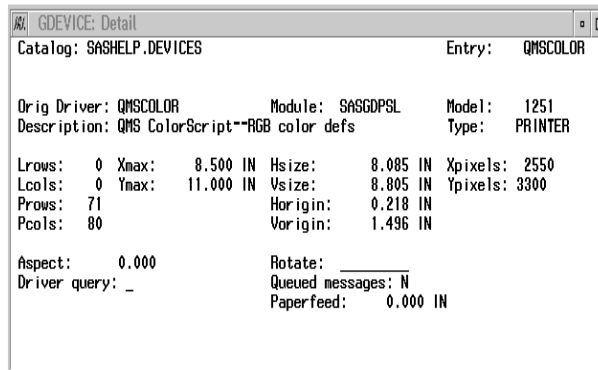 GDEVICE: Detail
Catalog: SASHELP.DEVICES Entry: QMSCOLOR
Orig Driver: QMSCOLOR Module: SASGDPSL Model: 1251
Description: QMS ColorScript--RGB color defs Type: PRINTER
Lrows: 0 Xmax: 8.500 IN Hsize: 8.085 IN Xpixels: 2550
Lcols: 0 Ymax: 11.000 IN Vsize: 8.805 IN Ypixels: 3300
Prows: 71 Horigin: 0.218 IN
Pcols: 80 Vorigin: 1.496 IN
Aspect: 0.000 Rotate: ________
Driver query: _ Queued messages: N
Paperfeed: 0.000 IN